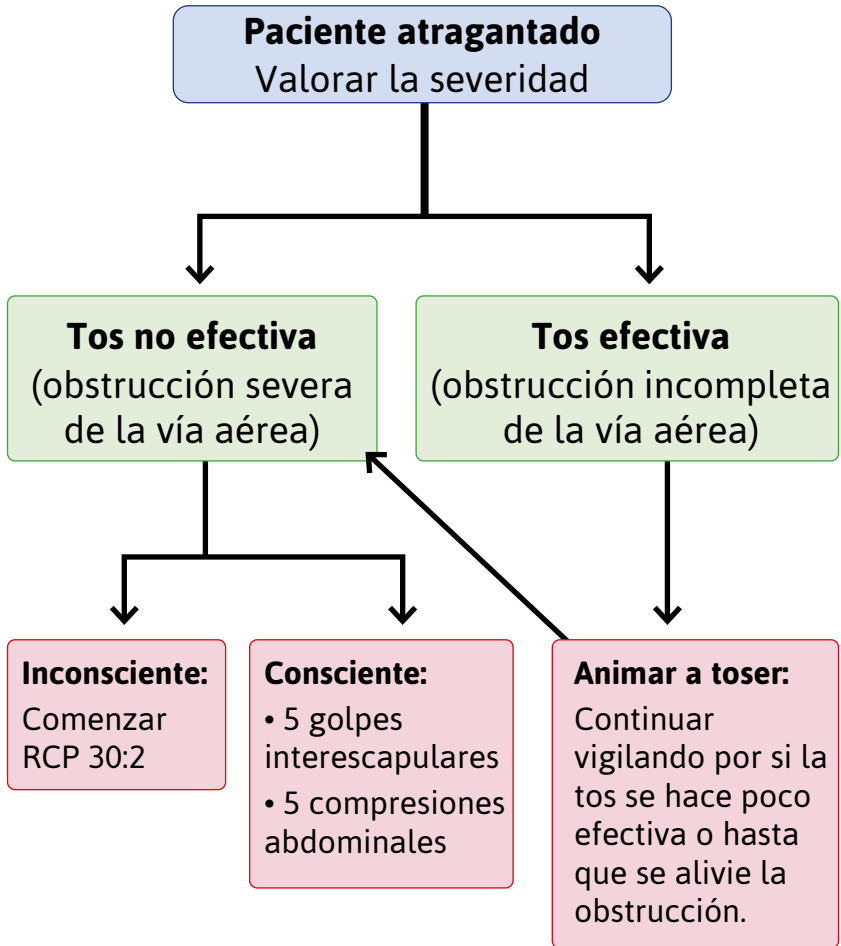 Paciente atragantado
Valorar la severidad
Tos no efectiva
(obstrucción severa
de la vía aérea)
Tos efectiva
(obstrucción incompleta
de la vía aérea)
Inconsciente:
Comenzar
RCP 30:2
Consciente:
• 5 golpes
interescapulares
• 5 compresiones
abdominales
Animar a toser:
Continuar
vigilando por si la
tos se hace poco
efectiva o hasta
que se alivie la
obstrucción.